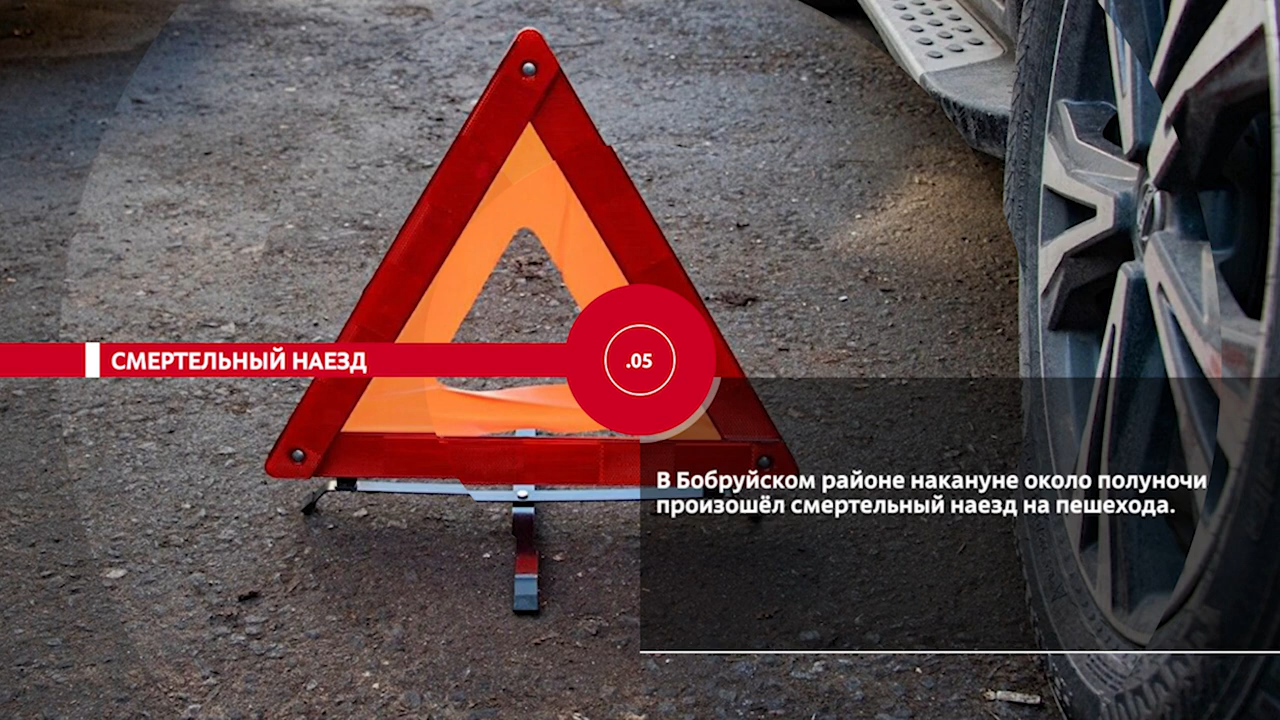 СМЕРТЕЛЬНЫЙ НАЕЗД
.05
В Бобруйском районе накануне около полуночи
произошёл смертельный наезд на пешехода.